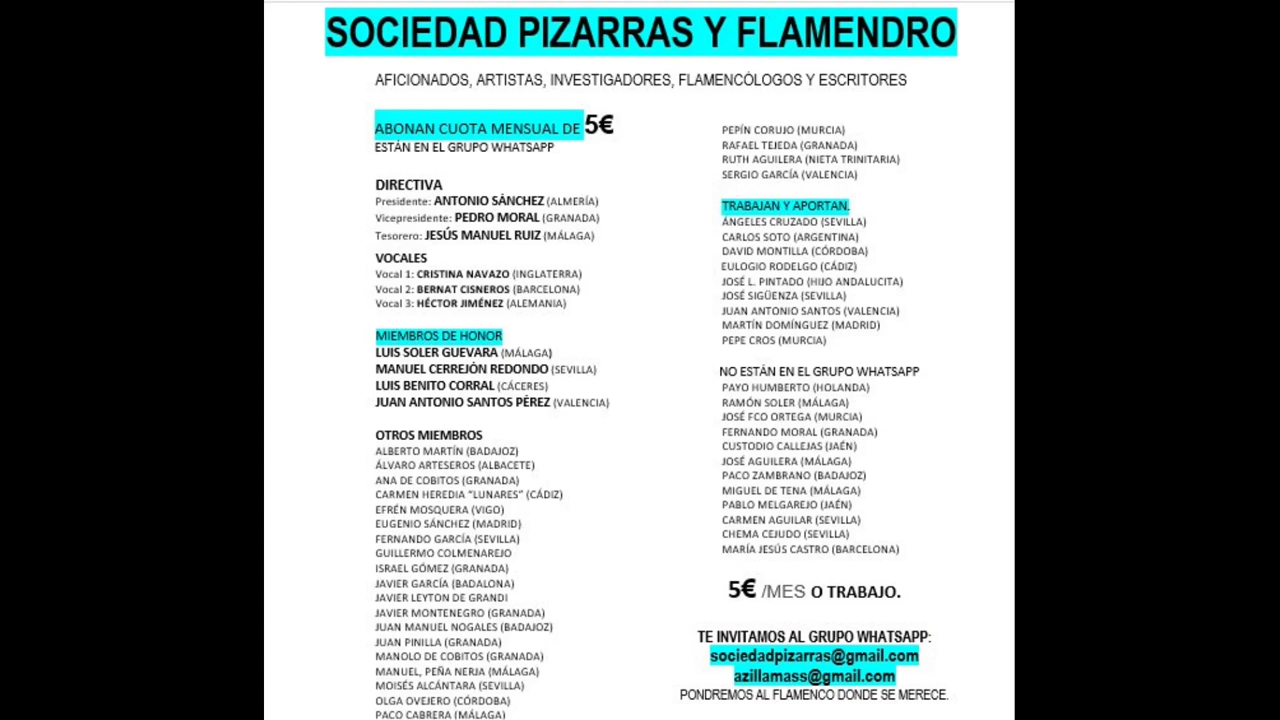 SOCIEDAD PIZARRAS Y FLAMENDRO
AFICIONADOS, ARTISTAS, INVESTIGADORES, FLAMENCÓLOGOS Y ESCRITORES
ABONAN CUOTA MENSUAL DE 5€
ESTÁN EN EL GRUPO WHATSAPP
DIRECTIVA
Presidente: ANTONIO SÁNCHEZ (ALMERÍA)
Vicepresidente: PEDRO MORAL (GRANADA)
Tesorero: JESÚS MANUEL RUIZ (MÁLAGA)
VOCALES
Vocal 1: CRISTINA NAVAZO (INGLATERRA)
Vocal 2: BERNAT CISNEROS (BARCELONA)
Vocal 3: HÉCTOR JIMÉNEZ (ALEMANIA)
MIEMBROS DE HONOR
LUIS SOLER GUEVARA (MÁLAGA)
MANUEL CERREJÓN REDONDO (SEVILLA)
LUIS BENITO CORRAL (CÁCERES)
JUAN ANTONIO SANTOS PÉREZ (VALENCIA)
OTROS MIEMBROS
ALBERTO MARTÍN (BADAJOZ)
ÁLVARO ARTESEROS (ALBACETE)
ANA DE COBITOS (GRANADA)
CARMEN HEREDIA “LUNARES” (CÁDIZ)
EFRÉN MOSQUERA (VIGO)
EUGENIO SÁNCHEZ (MADRID)
FERNANDO GARCÍA (SEVILLA)
GUILLERMO COLMENAREJO
ISRAEL GÓMEZ (GRANADA)
JAVIER GARCÍA (BADALONA)
JAVIER LEYTON DE GRANDI
JAVIER MONTENEGRO (GRANADA)
JUAN MANUEL NOGALES (BADAJOZ)
JUAN PINILLA (GRANADA)
MANOLO DE COBITOS (GRANADA)
MANUEL, PEÑA NERJA (MÁLAGA)
MOISÉS ALCÁNTARA (SEVILLA)
OLGA OVEJERO (CÓRDOBA)
PACO CABRERA (MÁLAGA)
PEPÍN CORUJO (MURCIA)
RAFAEL TEJEDA (GRANADA)
RUTH AGUILERA (NIETA TRINITARIA)
SERGIO GARCÍA (VALENCIA)
TRABAJAN Y APORTAN.
ÁNGELES CRUZADO (SEVILLA)
CARLOS SOTO (ARGENTINA)
DAVID MONTILLA (CÓRDOBA)
EULOGIO RODELGO (CÁDIZ)
JOSÉ L. PINTADO (HIJO ANDALUCITA)
JOSÉ SIGÜENZA (SEVILLA)
JUAN ANTONIO SANTOS (VALENCIA)
MARTÍN DOMÍNGUEZ (MADRID)
PEPE CROS (MURCIA)
NO ESTÁN EN EL GRUPO WHATSAPP
PAYO HUMBERTO (HOLANDA)
RAMÓN SOLER (MÁLAGA)
JOSÉ FCO ORTEGA (MURCIA)
FERNANDO MORAL (GRANADA)
CUSTODIO CALLEJAS (JAÉN)
JOSÉ AGUILERA (MÁLAGA)
PACO ZAMBRANO (BADAJOZ)
MIGUEL DE TENA (MÁLAGA)
PABLO MELGAREJO (JAÉN)
CARMEN AGUILAR (SEVILLA)
CHEMA CEJUDO (SEVILLA)
MARÍA JESÚS CASTRO (BARCELONA)
5€ /MES O TRABAJO.
TE INVITAMOS AL GRUPO WHATSAPP:
sociedadpizarras@gmail.com
azillamass@gmail.com
PONDREMOS AL FLAMENCO DONDE SE MERECE.